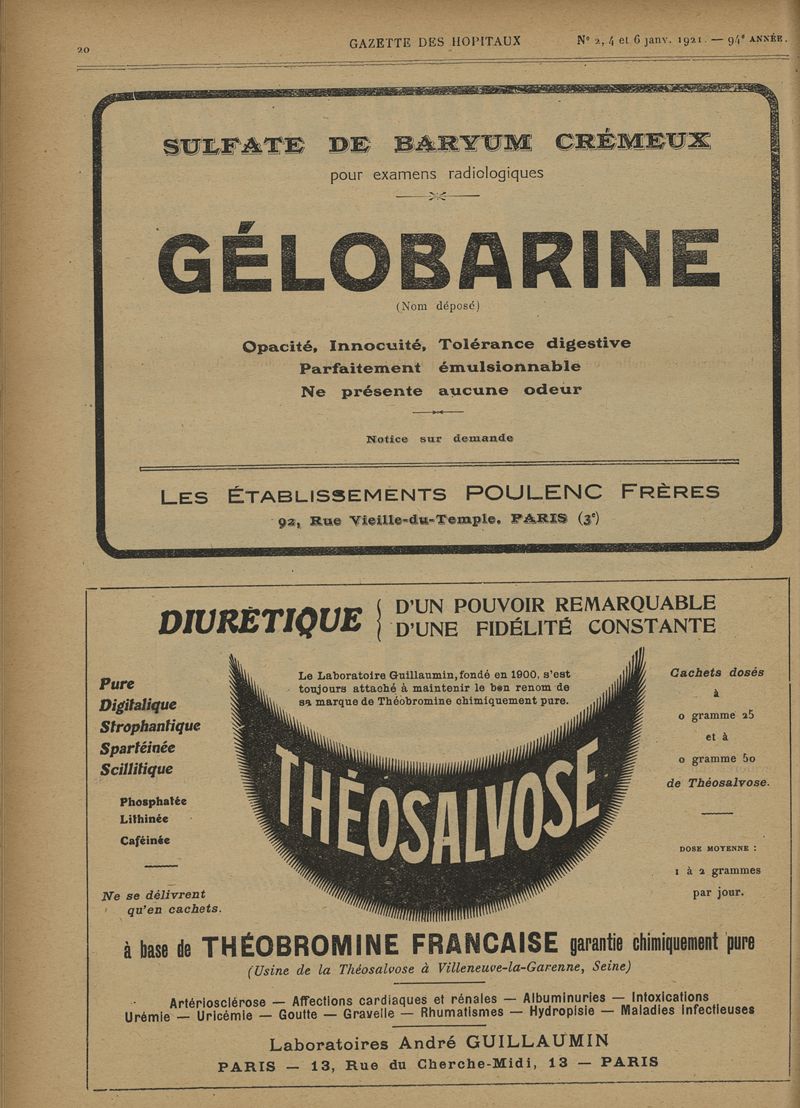 20
GAZETTE DES HOPITAUX
Nº 2, 4 et 6 janv. 1921. — 94e ANNÉE.
SULFATE DE BARYUM CRÉMEUX
pour examens radiologiques
GÉLOBARINE
(Nom déposé)
Opacité, Innocuité, Tolérance digestive
Parfaitement émulsionnable
Ne présente aucune odeur
Notice sur demande
LES ÉTABLISSEMENTS POULENC FRÈRES
92, Rue Vieille-du-Temple. PARIS (3e)
DIURÉTIQUE
D'UN POUVOIR REMARQUABLE
D'UNE FIDÉLITÉ CONSTANTE
Pure
Digitalique
Strophantique
Spartéinée
Scillitique
Phosphatée
Lithinée
Caféinée
Ne se délivrent
qu'en cachets.
Le Laboratoire Guillaumin, fondé en 1900, s'est
toujours attaché à maintenir le bon renom de
sa marque de Théobromine chimiquement pure.
THÉOSALVOSE
Cachets dosés
à
0 gramme 25
et à
0 gramme 50
de Théosalvose.
DOSE MOYENNE :
1 à 2 grammes
par jour.
à base de THÉOBROMINE FRANCAISE garantie chimiquement pure
(Usine de la Théosalvose à Villeneuve-la-Garenne, Seine)
Artériosclérose — Affections cardiaques et rénales — Albuminuries — Intoxications
Urémie — Uricémie — Goutte — Gravelle — Rhumatismes — Hydropisie — Maladies Infectieuses
Laboratoires André GUILLAUMIN
PARIS — 13, Rue du Cherche-Midi, 13 — PARIS